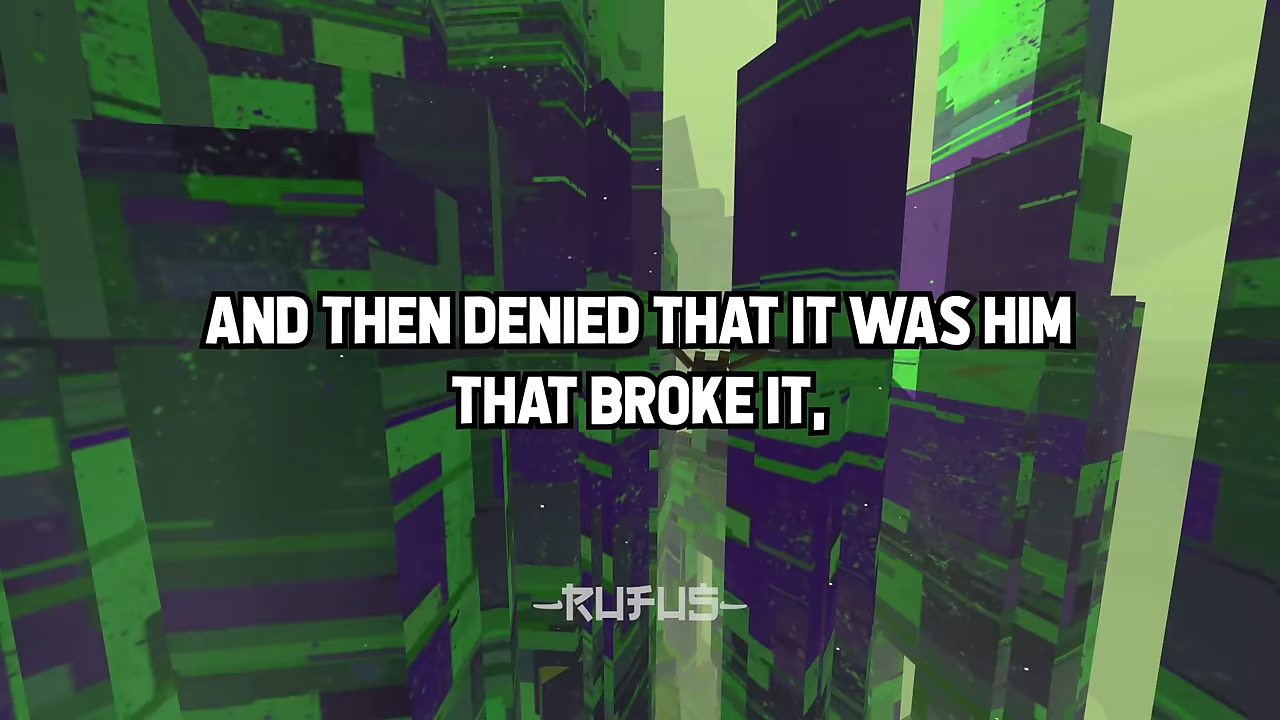 AND THEN DENIED THAT IT WAS HIM
THAT BROKE IT,
-RUFUS-